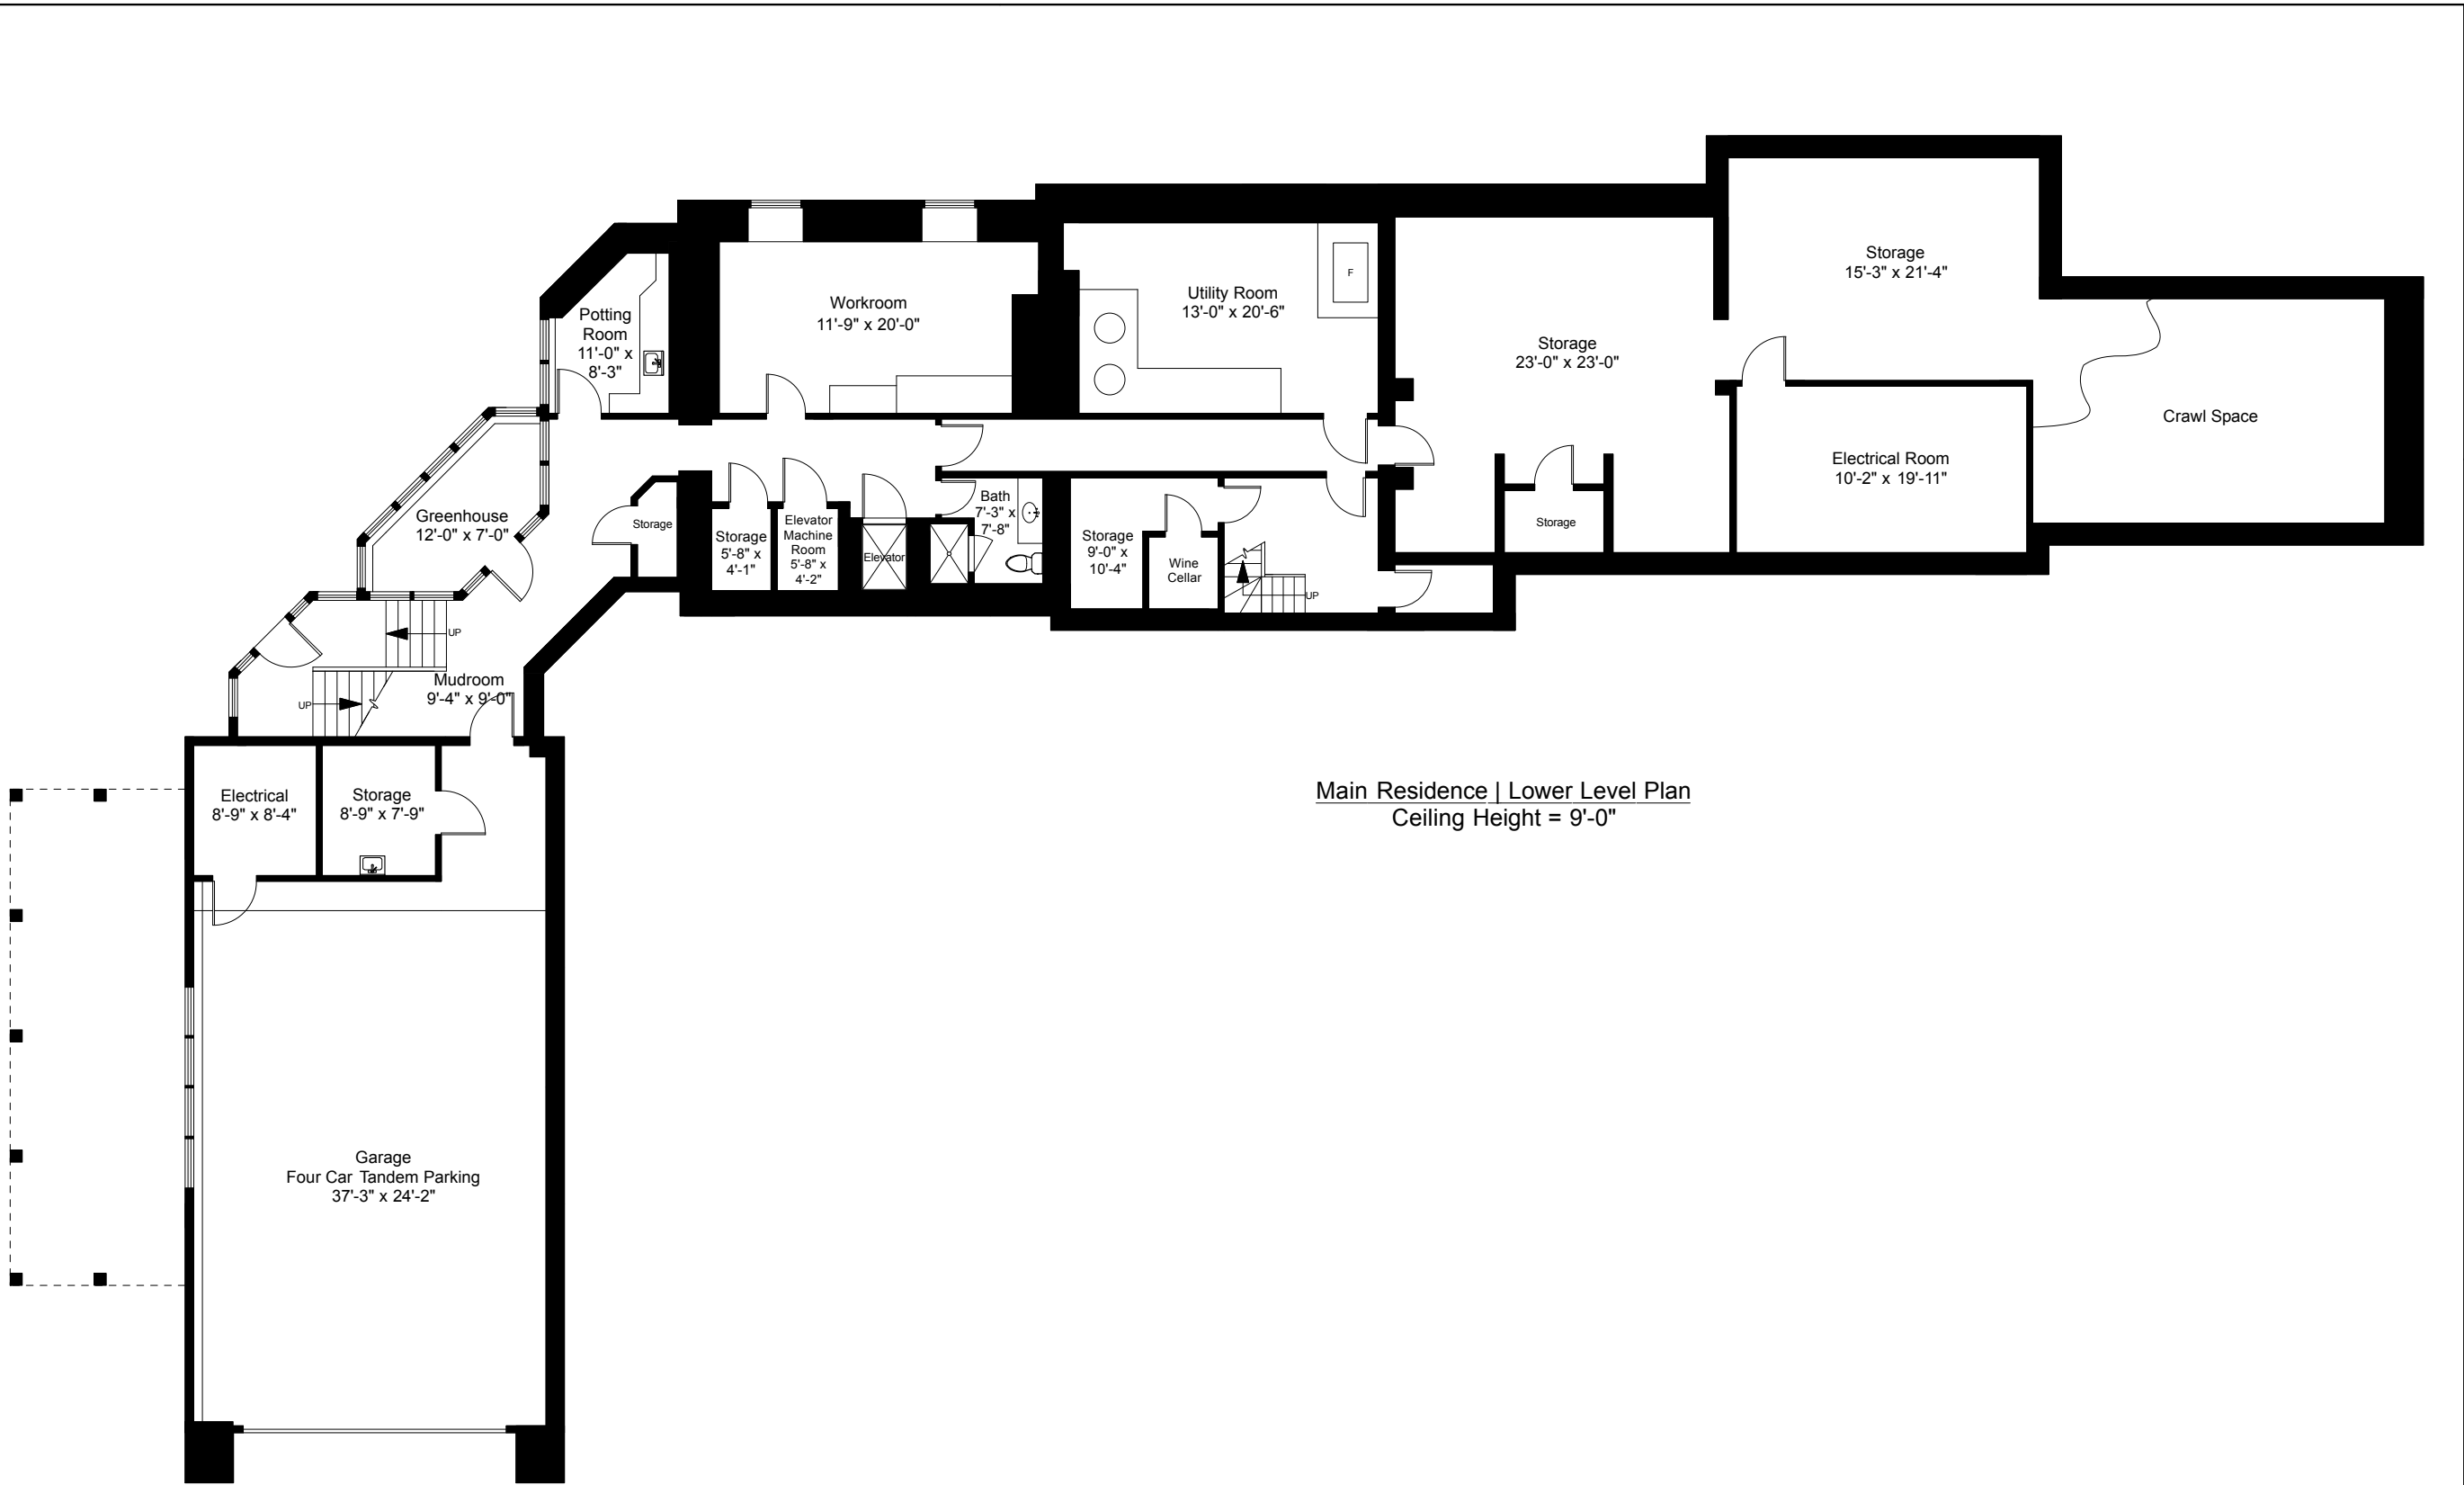 Storage
15'-3" x 21'-4"
F
Utility Room
13'-0" x 20'-6"
Workroom
11'-9" x 20'-0"
Potting
Room
11'-0" x
8'-3"
Storage
23'-0" x 23'-0"
Crawl Space
Electrical Room
10'-2" x 19'-11"
Greenhouse
12'-0" x 7'-0"
Storage
Storage
5'-8" x
4'-1"
Elevator
Machine
Room
5'-8" x
4'-2"
Elevator
Bath
7'-3" x
7'-8"
Storage
9'-0" x
10'-4"
Wine
Cellar
UP
Storage
UP
Mudroom
9'-4" x 9'-0"
UP
Electrical
8'-9" x 8'-4"
Storage
8'-9" x 7'-9"
Main Residence | Lower Level Plan
Ceiling Height = 9'-0"
Garage
Four Car Tandem Parking
37'-3" x 24'-2"